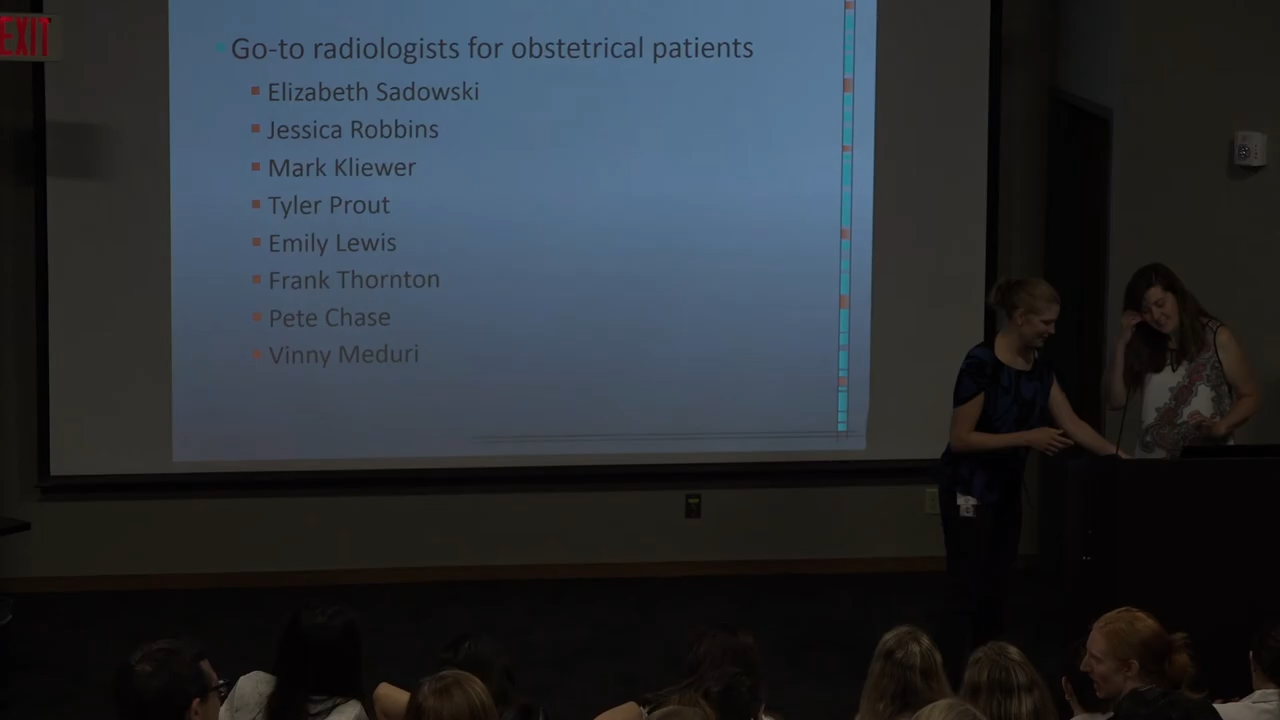 EXIT
Go-to radiologists for obstetrical patients
Elizabeth Sadowski
Jessica Robbins
Mark Kliewer
Tyler Prout
Emily Lewis
Frank Thornton
Pete Chase
Vinny Meduri